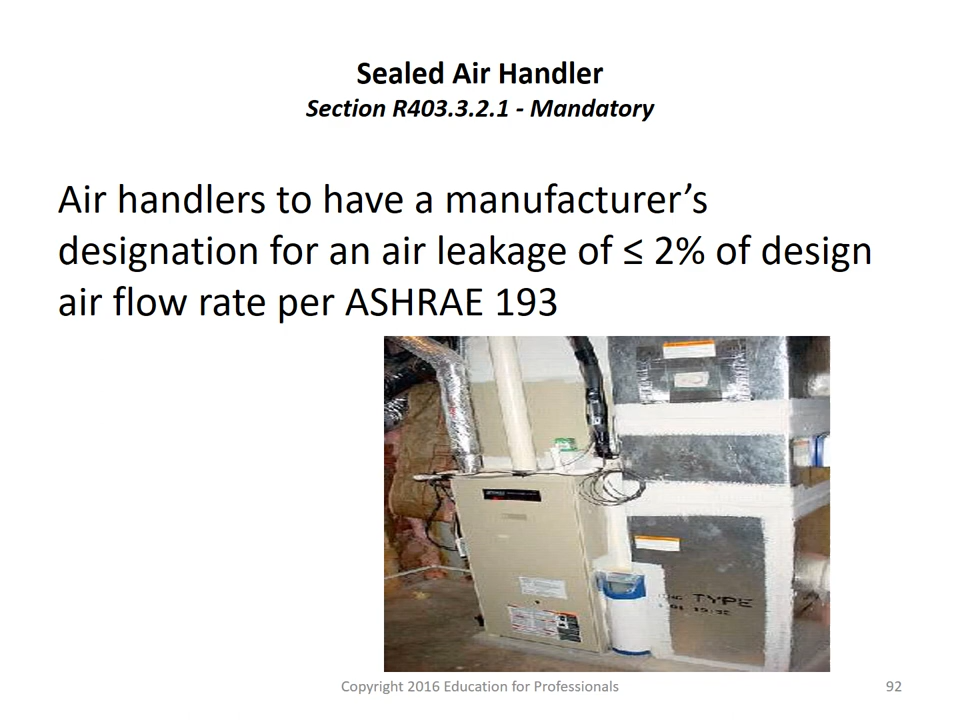 Sealed Air Handler
Section R403.3.2.1 - Mandatory
Air handlers to have a manufacturer’s
designation for an air leakage of ≤ 2% of design
air flow rate per ASHRAE 193
TYPE
Copyright 2016 Education for Professionals
92